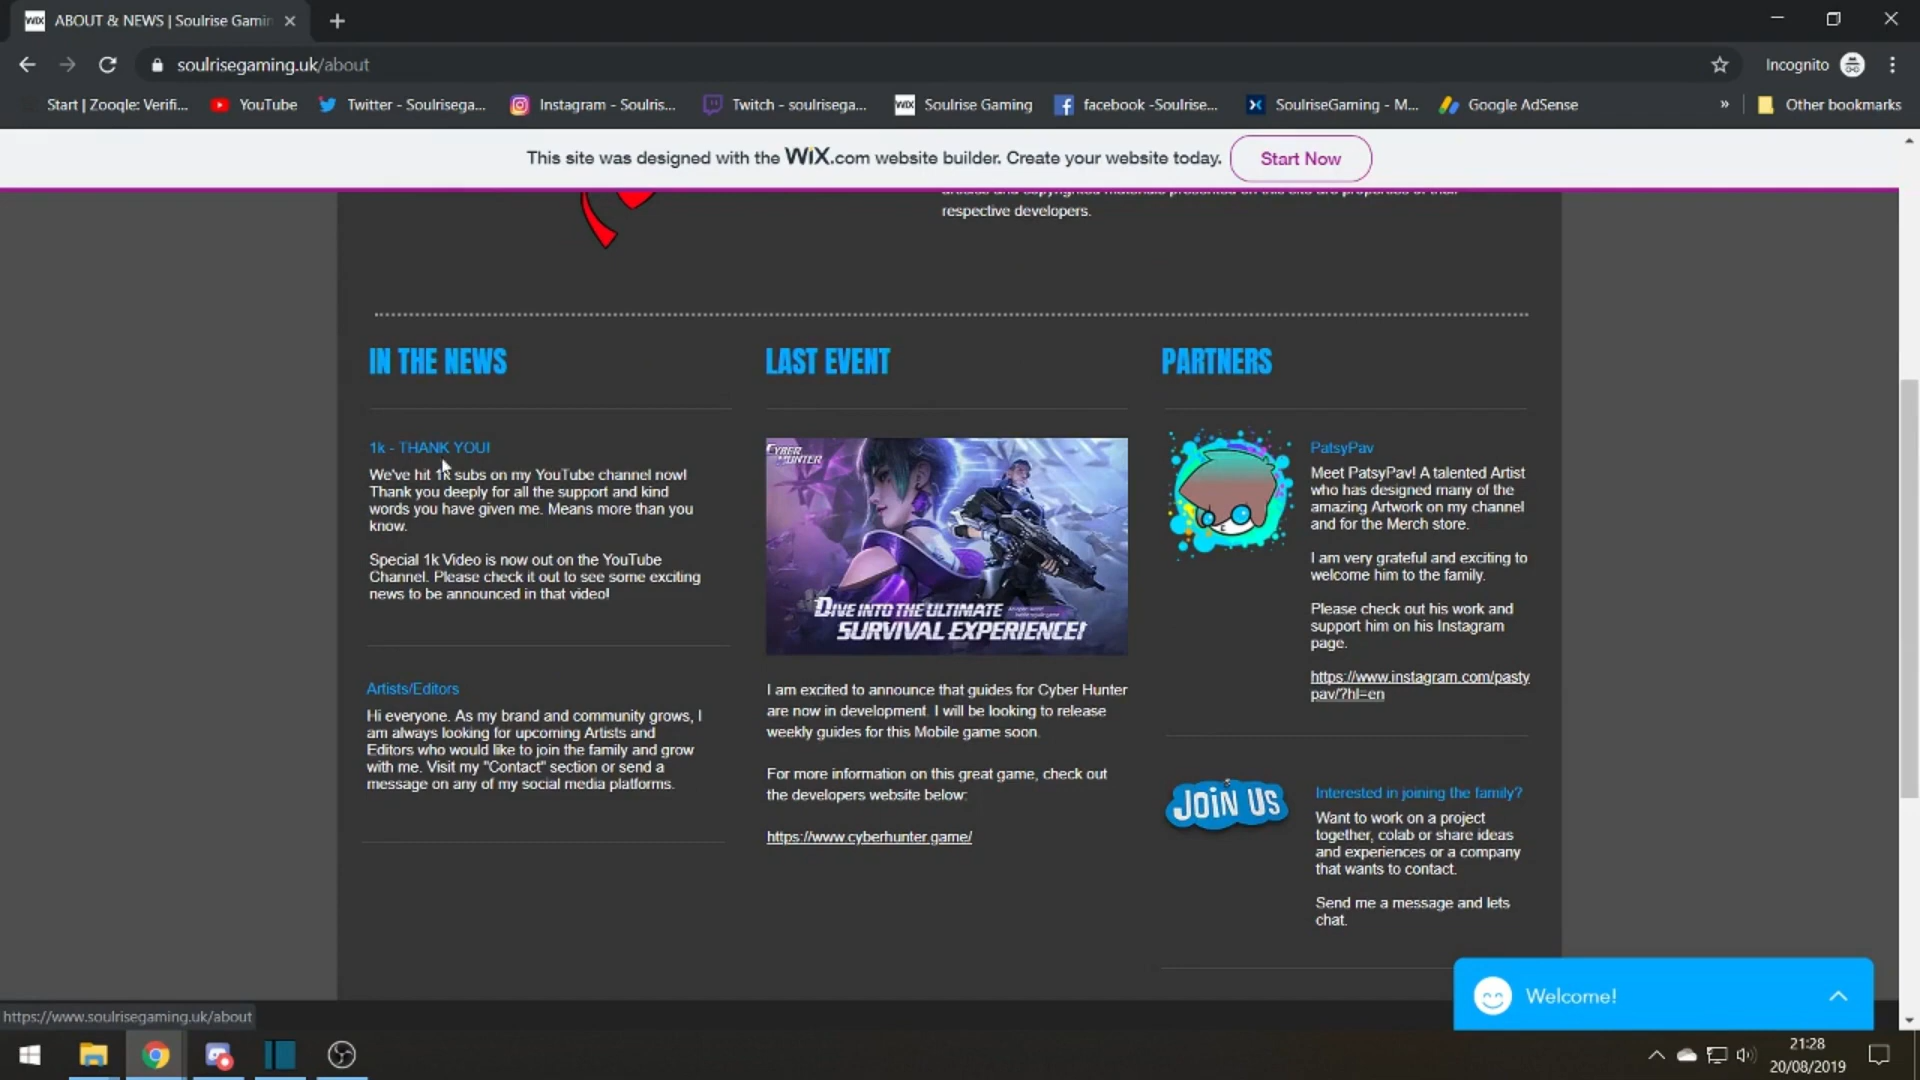 WiX ABOUT & NEWS | Soulrise Gamin
soulrisegaming.uk/about
Incognito
Start | Zooqle: Verifi...
YouTube
Twitter - Soulrisega...
Instagram - Soulris...
Twitch - soulrisega...
WiX Soulrise Gaming
facebook -Soulrise...
SoulriseGaming - M...
Google AdSense
»
Other bookmarks
This site was designed with the WiX.com website builder. Create your website today.
Start Now
articles and copyrighted materials presented on this site are properties of their
respective developers.
IN THE NEWS
1k - THANK YOU!
We've hit 1k subs on my YouTube channel now!
Thank you deeply for all the support and kind
words you have given me. Means more than you
know.
Special 1k Video is now out on the YouTube
Channel. Please check it out to see some exciting
news to be announced in that video!
Artists/Editors
Hi everyone. As my brand and community grows, I
am always looking for upcoming Artists and
Editors who would like to join the family and grow
with me. Visit my "Contact" section or send a
message on any of my social media platforms.
LAST EVENT
CYBER
HUNTER
DIVE INTO THE ULTIMATE
SURVIVAL EXPERIENCE!
I am excited to announce that guides for Cyber Hunter
are now in development. I will be looking to release
weekly guides for this Mobile game soon.
For more information on this great game, check out
the developers website below:
https://www.cyberhunter.game/
PARTNERS
PatsyPav
Meet PatsyPav! A talented Artist
who has designed many of the
amazing Artwork on my channel
and for the Merch store.
I am very grateful and exciting to
welcome him to the family.
Please check out his work and
support him on his Instagram
page.
https://www.instagram.com/pasty
pav/?hl=en
JOIN US
Interested in joining the family?
Want to work on a project
together, colab or share ideas
and experiences or a company
that wants to contact.
Send me a message and lets
chat.
Welcome!
https://www.soulrisegaming.uk/about
21:28
20/08/2019